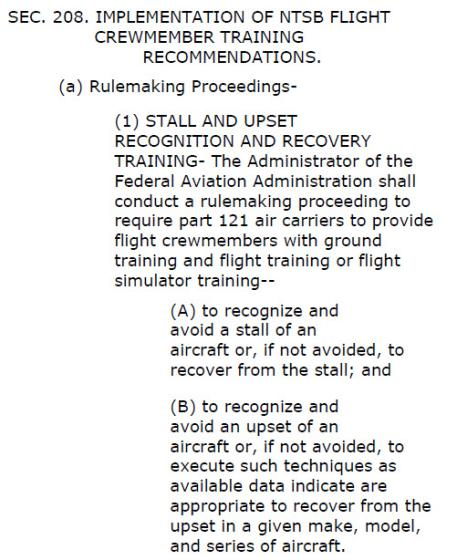 SEC. 208. IMPLEMENTATION OF NTSB FLIGHT
CREWMEMBER TRAINING
RECOMMENDATIONS.
(a) Rulemaking Proceedings-
(1) STALL AND UPSET
RECOGNITION AND RECOVERY
TRAINING- The Administrator of the
Federal Aviation Administration shall
conduct a rulemaking proceeding to
require part 121 air carriers to provide
flight crewmembers with ground
training and flight training or flight
simulator training--
(A) to recognize and
avoid a stall of an
aircraft or, if not avoided, to
recover from the stall; and
(B) to recognize and
avoid an upset of an
aircraft or, if not avoided, to
execute such techniques as
available data indicate are
appropriate to recover from the
upset in a given make, model,
and series of aircraft.